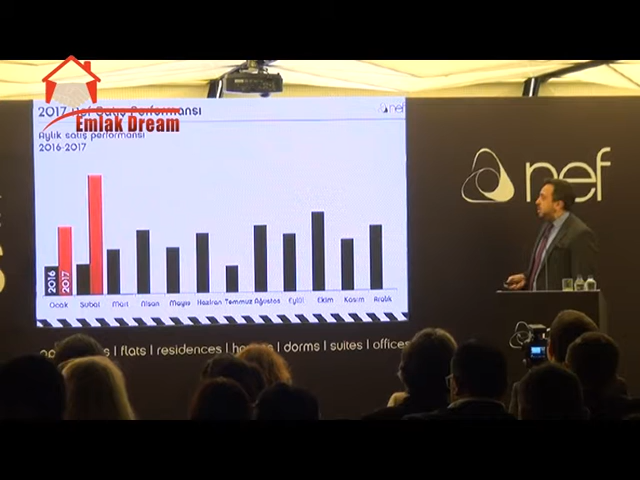 2017 Nef Satış Performansı
nef
Emlak Dream
Aylık satış performansı
2016-2017
nef
2016
2017
Ocak Şubat Mart Nisan Mayıs Haziran Temmuz Ağustos Eylül Ekim Kasım Aralık
flats I residences I I dorms I suites I offices